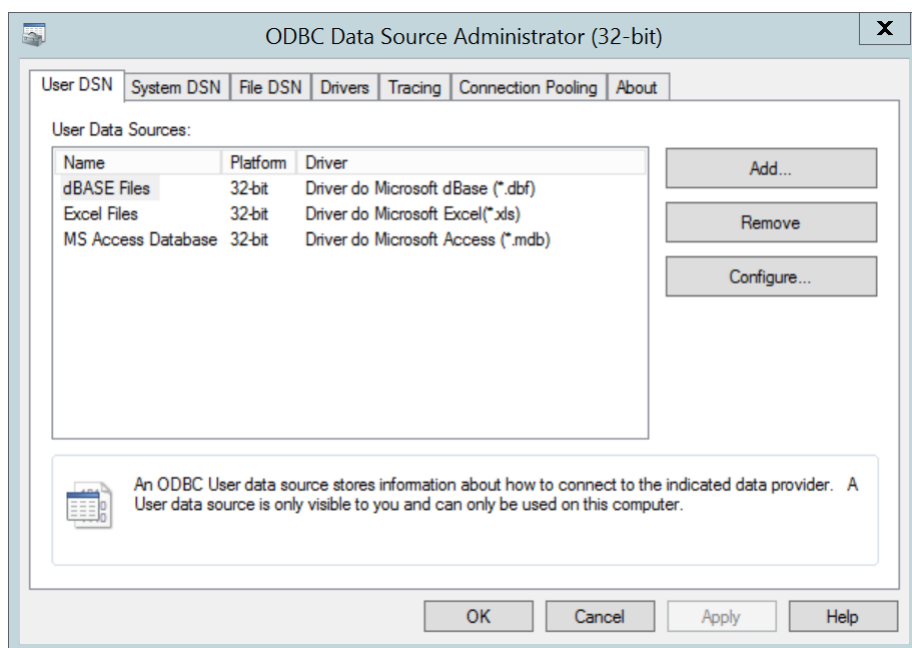 ODBC Data Source Administrator (32-bit)
X
User DSN System DSN File DSN Drivers Tracing Connection Pooling About
User Data Sources:
Name Platform Driver
dBASE Files 32-bit Driver do Microsoft dBase (*.dbf)
Excel Files 32-bit Driver do Microsoft Excel(*.xls)
MS Access Database 32-bit Driver do Microsoft Access (*.mdb)
Add...
Remove
Configure...
An ODBC User data source stores information about how to connect to the indicated data provider. A
User data source is only visible to you and can only be used on this computer.
OK Cancel Apply Help